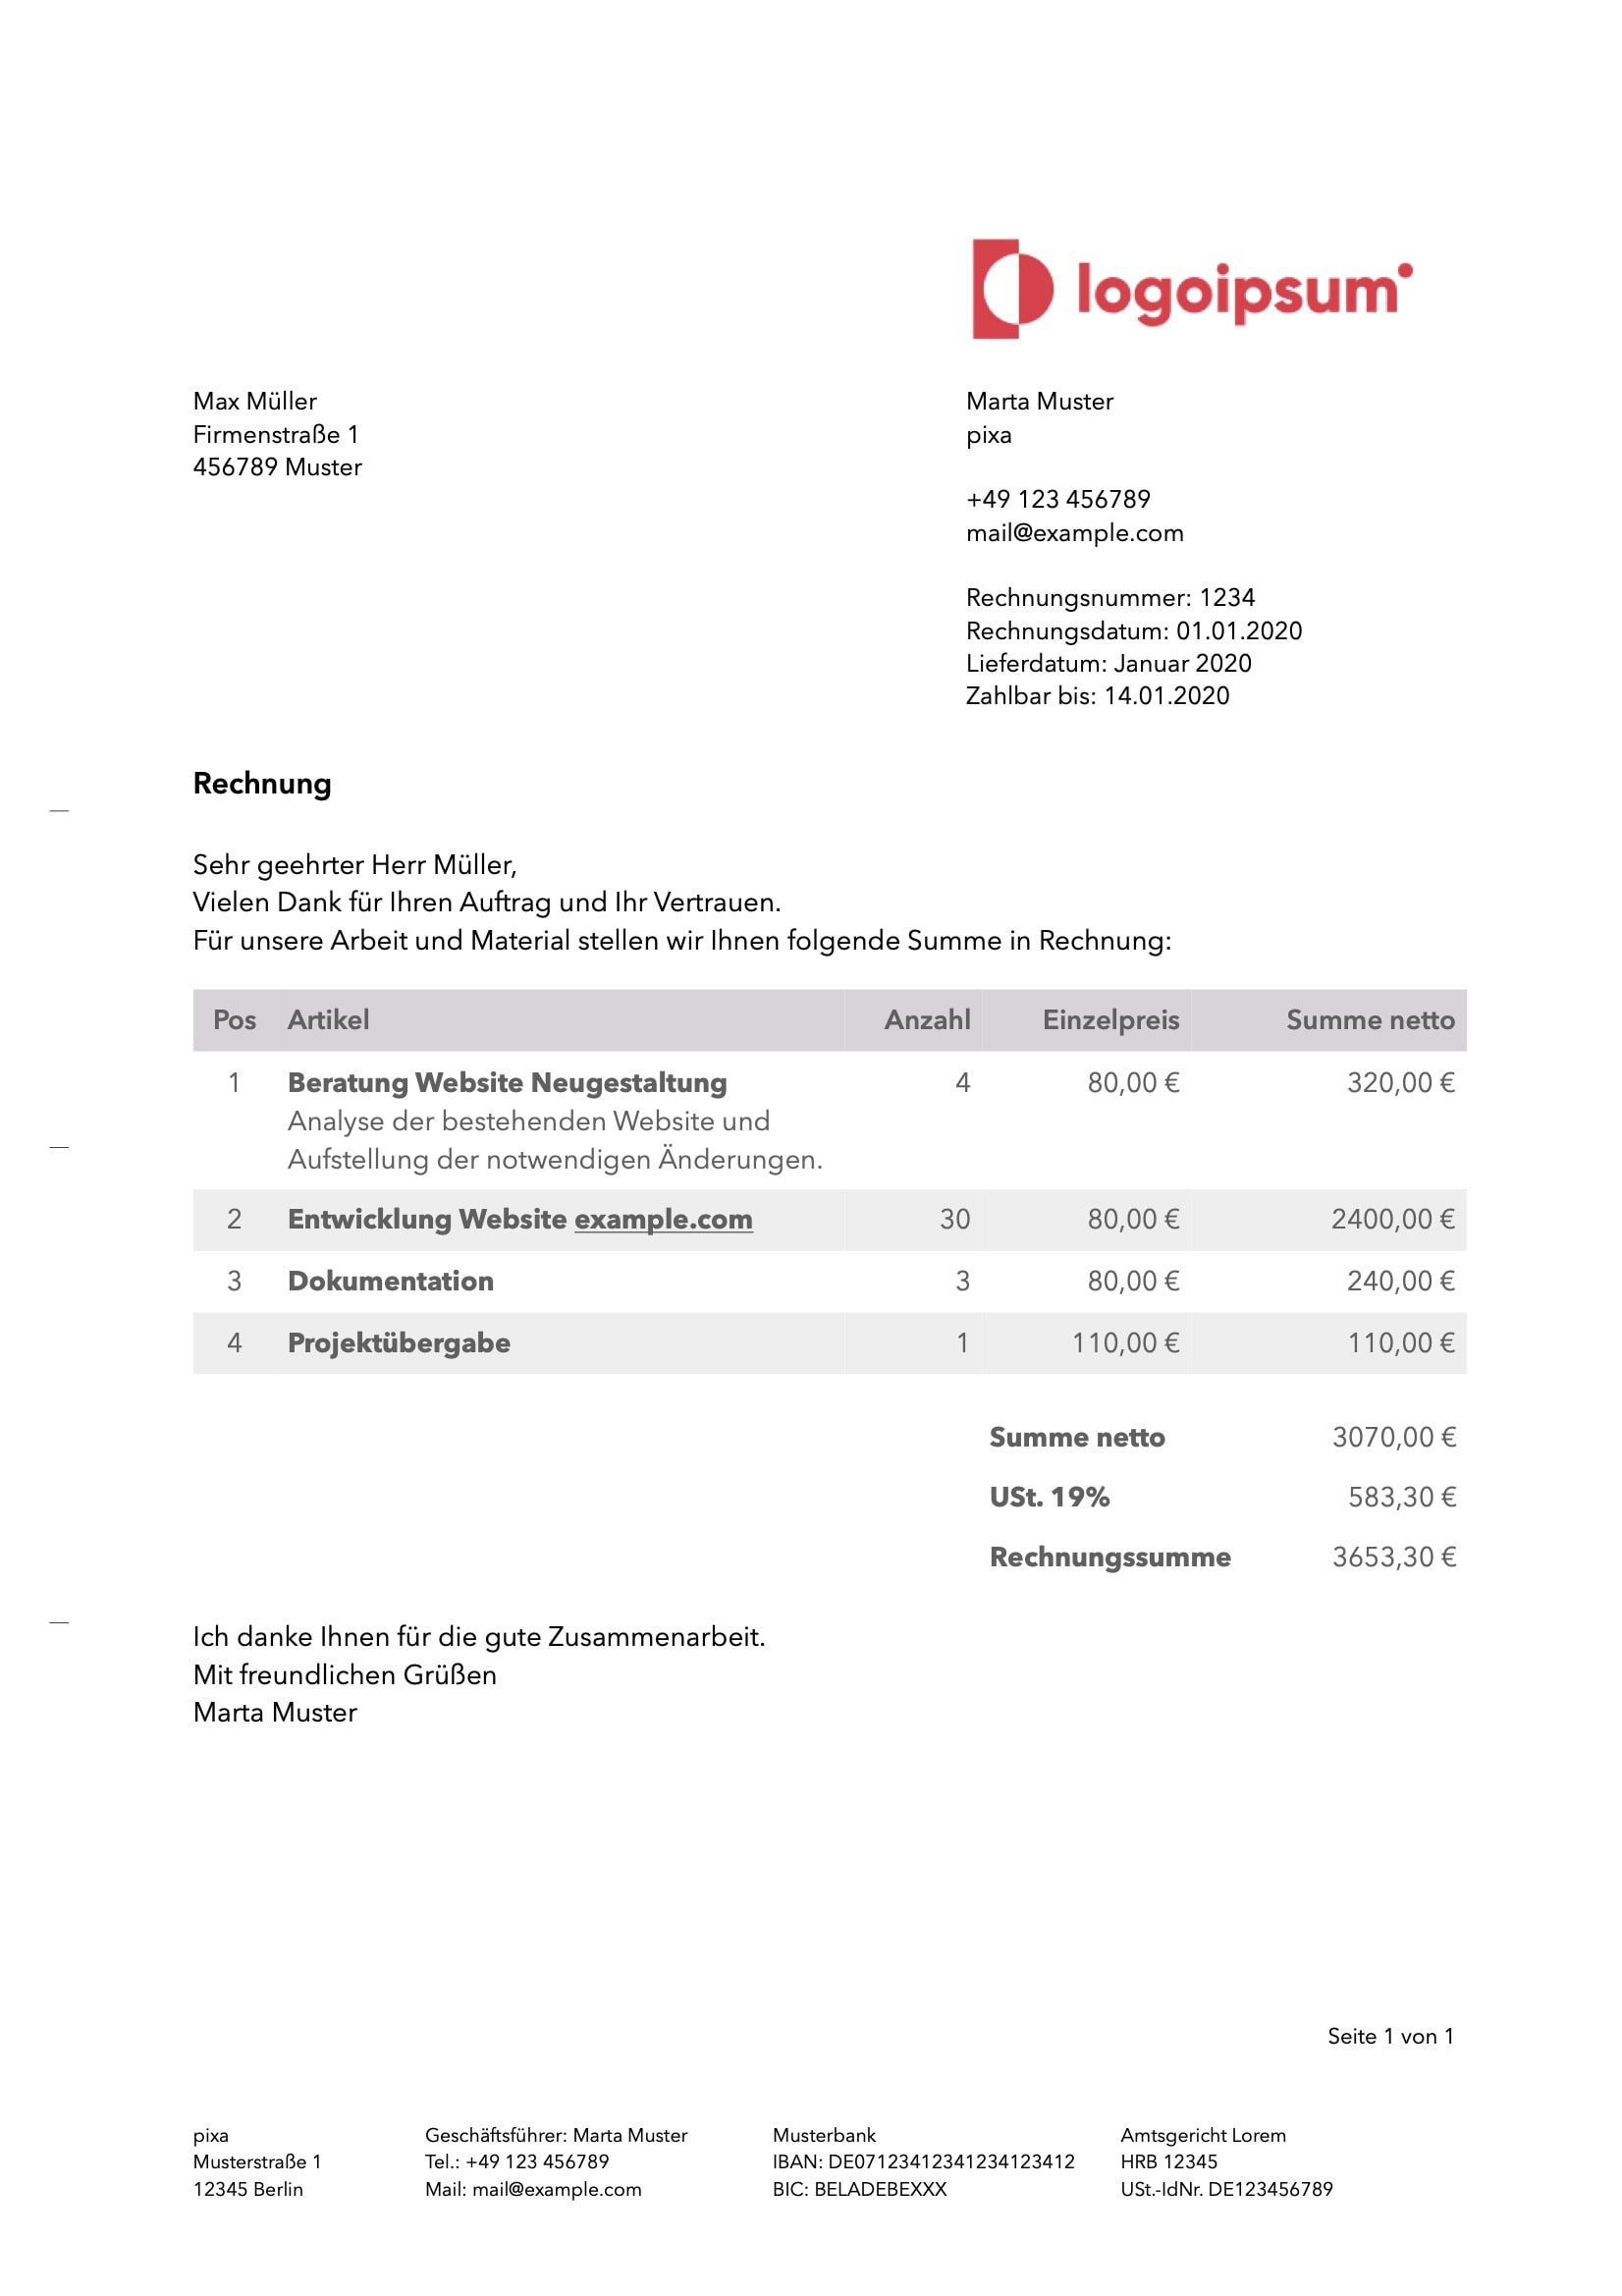 logoipsum
Max Müller
Firmenstraße 1
456789 Muster
Marta Muster
pixa
+49 123 456789
mail@example.com
Rechnungsnummer: 1234
Rechnungsdatum: 01.01.2020
Lieferdatum: Januar 2020
Zahlbar bis: 14.01.2020
Rechnung
Sehr geehrter Herr Müller,
Vielen Dank für Ihren Auftrag und Ihr Vertrauen.
Für unsere Arbeit und Material stellen wir Ihnen folgende Summe in Rechnung:
Pos Artikel Anzahl Einzelpreis Summe netto
1 Beratung Website Neugestaltung 4 80,00 € 320,00 €
Analyse der bestehenden Website und
Aufstellung der notwendigen Änderungen.
2 Entwicklung Website example.com 30 80,00 € 2400,00 €
3 Dokumentation 3 80,00 € 240,00 €
4 Projektübergabe 1 110,00 € 110,00 €
Summe netto 3070,00 €
USt. 19% 583,30 €
Rechnungssumme 3653,30 €
Ich danke Ihnen für die gute Zusammenarbeit.
Mit freundlichen Grüßen
Marta Muster
Seite 1 von 1
pixa
Musterstraße 1
12345 Berlin
Geschäftsführer: Marta Muster
Tel.: +49 123 456789
Mail: mail@example.com
Musterbank
IBAN: DE07123412341234123412
BIC: BELADEBEXXX
Amtsgericht Lorem
HRB 12345
USt.-IdNr. DE123456789